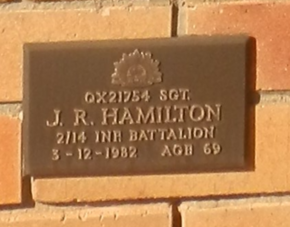 QX21754 SGT.
J. R. HAMILTON
2/14 INF BATTALION
3-12-1982 AGE 69